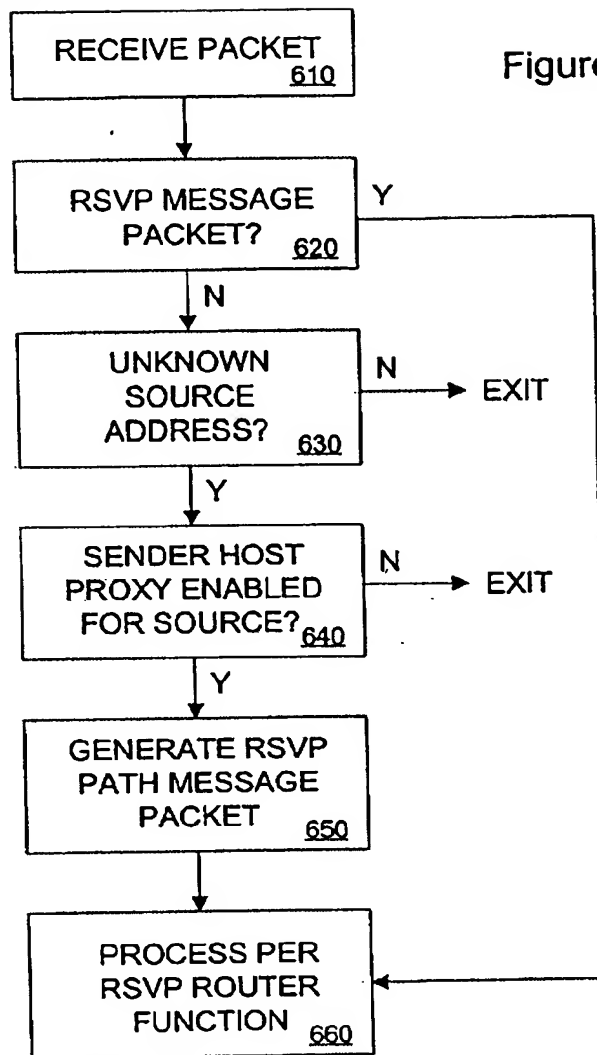 RECEIVE PACKET
610
Figure
RSVP MESSAGE
PACKET?
620
Y
N
UNKNOWN
SOURCE
ADDRESS?
630
N
EXIT
Y
SENDER HOST
PROXY ENABLED
FOR SOURCE?
640
N
EXIT
Y
GENERATE RSVP
PATH MESSAGE
PACKET
650
PROCESS PER
RSVP ROUTER
FUNCTION
660